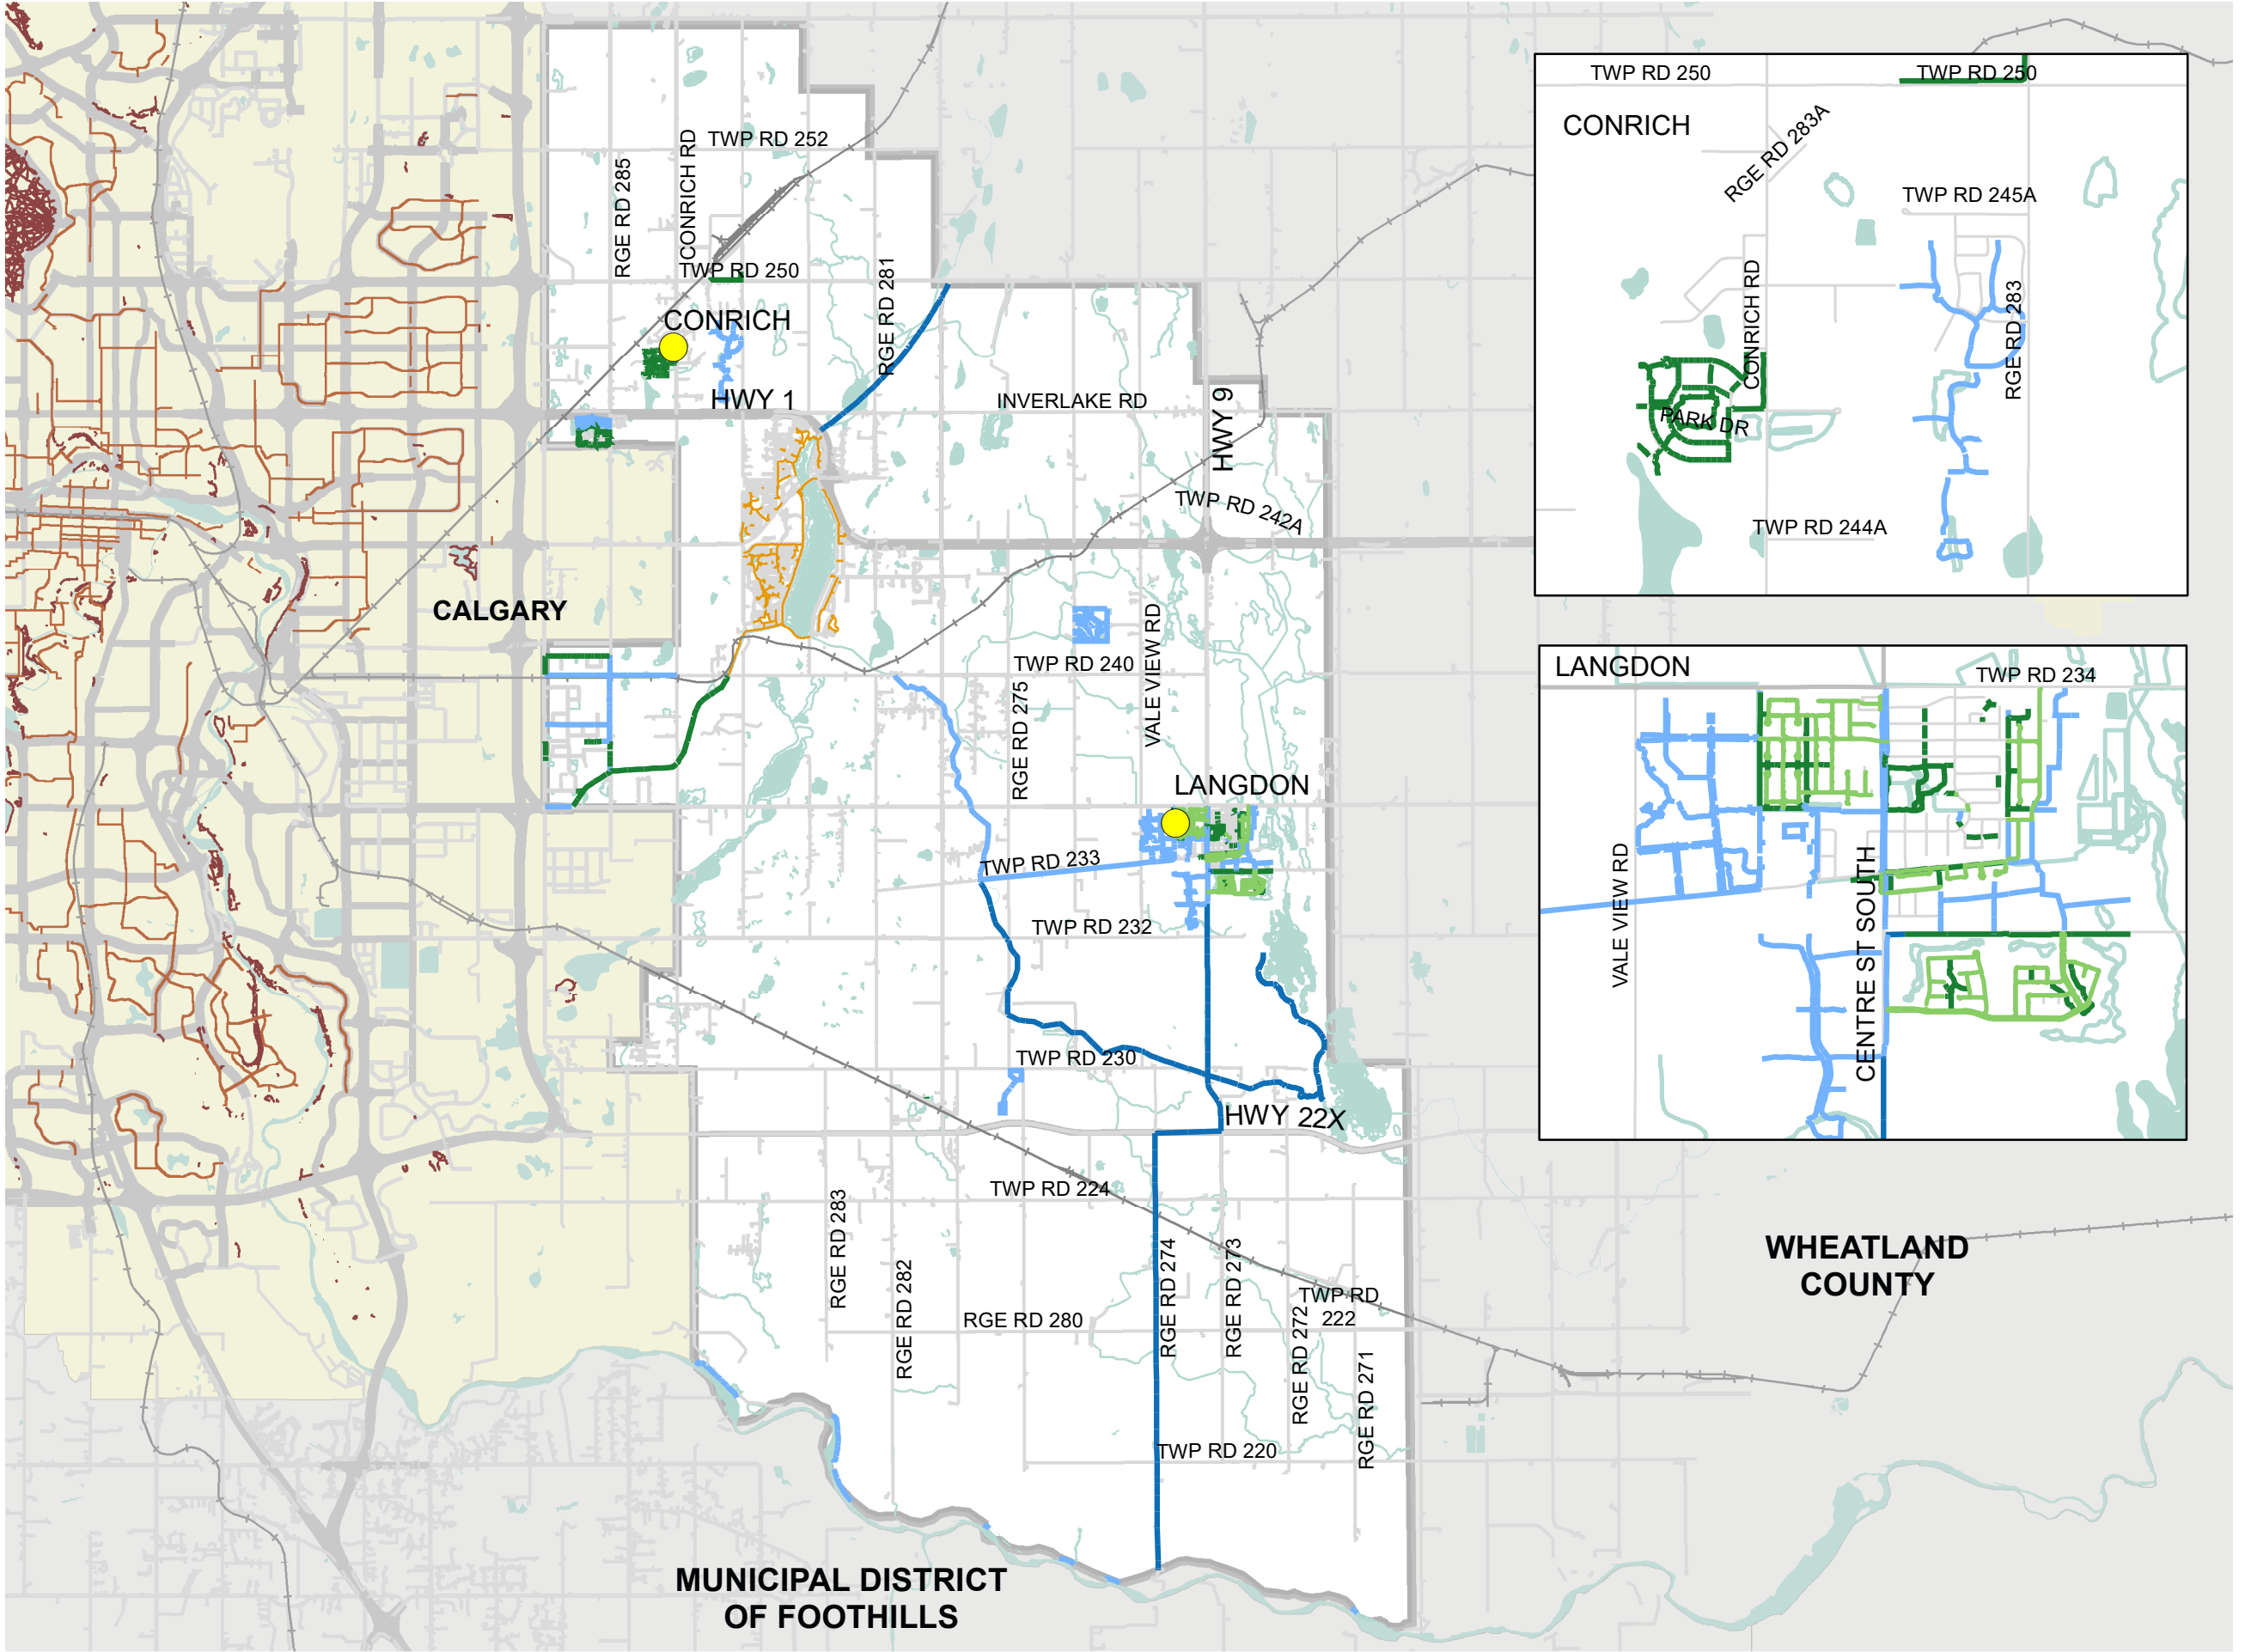 TWP RD 250
TWP RD 250
CONRICH
RGE RD 283A
TWP RD 245A
CONRICH RD
RGE RD 283
PARK DR
TWP RD 244A
TWP RD 252
CONRICH RD
RGE RD 285
TWP RD 250
RGE RD 281
CONRICH
HWY 1
INVERLAKE RD
HWY 9
TWP RD 242A
CALGARY
VALE VIEW RD
TWP RD 240
RGE RD 275
LANGDON
TWP RD 233
TWP RD 232
TWP RD 230
HWY 22X
LANGDON
TWP RD 234
VALE VIEW RD
CENTRE ST SOUTH
TWP RD 224
RGE RD 283
RGE RD 282
RGE RD 274
RGE RD 273
RGE RD 280
RGE RD 272
TWP RD
222
RGE RD 271
TWP RD 220
WHEATLAND
COUNTY
MUNICIPAL DISTRICT
OF FOOTHILLS